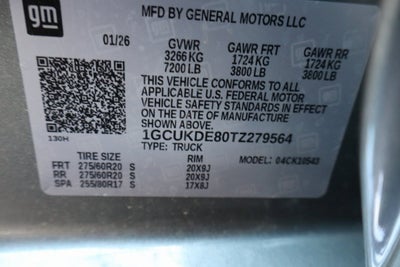 gm
MFD BY GENERAL MOTORS LLC
01/26 GVWR GAWR FRT GAWR RR
3266 KG 1724 KG 1724 KG
7200 LB 3800 LB 3800 LB
THIS VEHICLE CONFORMS TO ALL
APPLICABLE U.S. FEDERAL MOTOR
VEHICLE SAFETY STANDARDS IN EFFECT ON
THE DATE OF MANUFACTURE SHOWN ABOVE.
130H 1GCUKDE80TZ279564
TYPE: TRUCK MODEL: 04CK10543
TIRE SIZE RIM
FRT 275/60R20 S 20X9J
RR 275/60R20 S 20X9J
SPA 255/80R17 S 17X8J